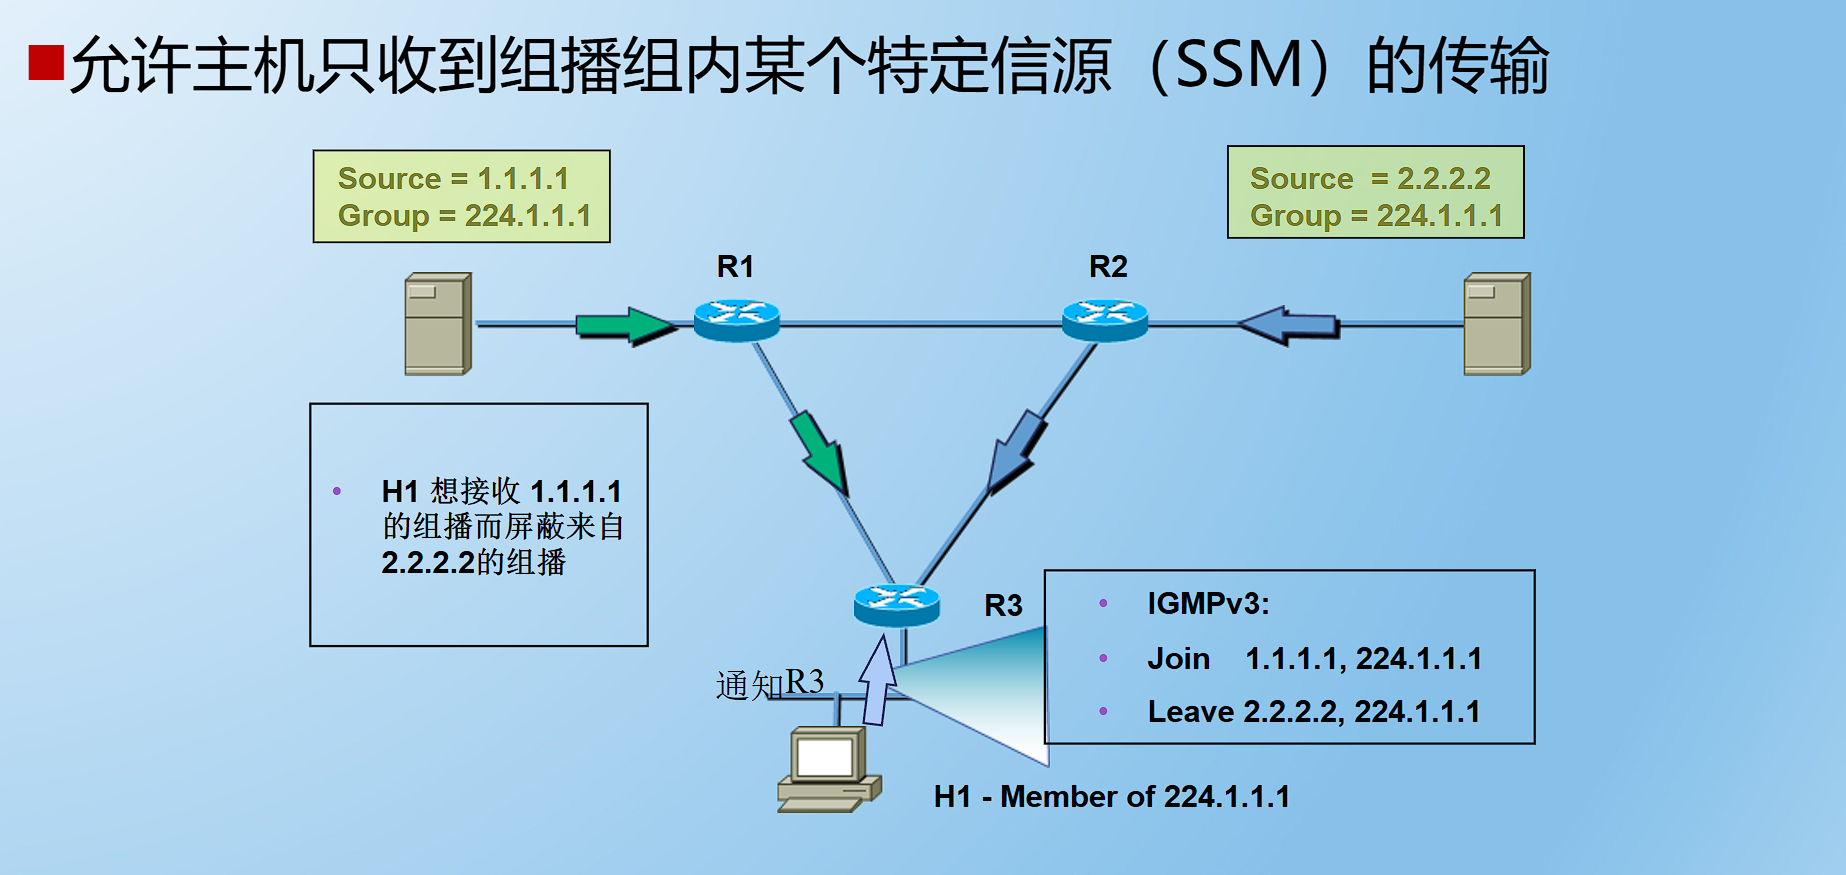 允许主机只收到组播组内某个特定信源（SSM）的传输
Source = 1.1.1.1
Group = 224.1.1.1
Source = 2.2.2.2
Group = 224.1.1.1
R1
R2
• H1 想接收 1.1.1.1
的组播而屏蔽来自
2.2.2.2的组播
R3
• IGMPv3:
• Join 1.1.1.1, 224.1.1.1
• Leave 2.2.2.2, 224.1.1.1
通知R3
H1 - Member of 224.1.1.1